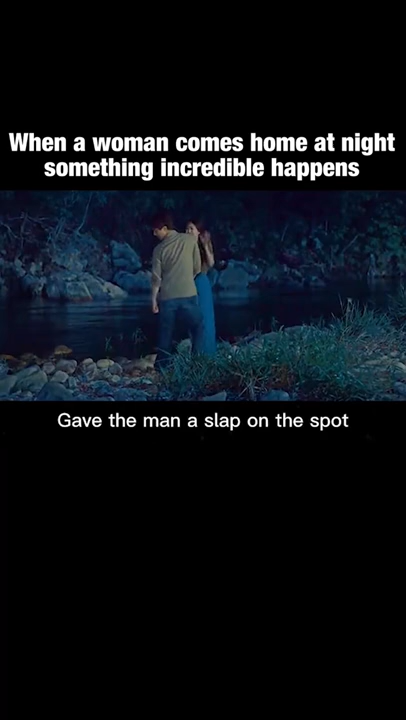 When a woman comes home at night
something incredible happens
Gave the man a slap on the spot